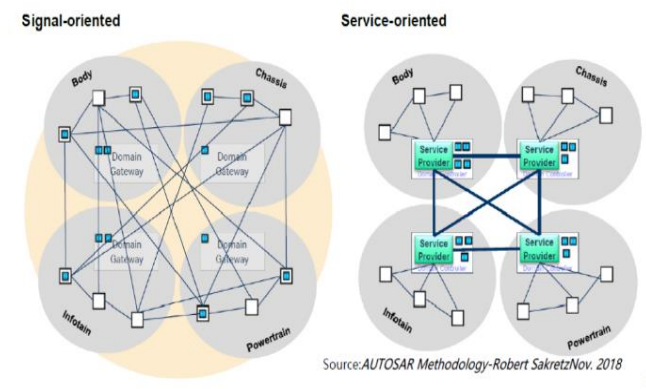 Signal-oriented
Service-oriented
Body
Chassis
Domain
Gateway
Domain
Gateway
Domain
Gateway
Domain
Gateway
Infotain
Powertrain
Body
Chassis
Service
Provider
Service
Provider
Service
Provider
Service
Provider
Infotain
Powertrain
Source:AUTOSAR Methodology-Robert SakretzNov. 2018